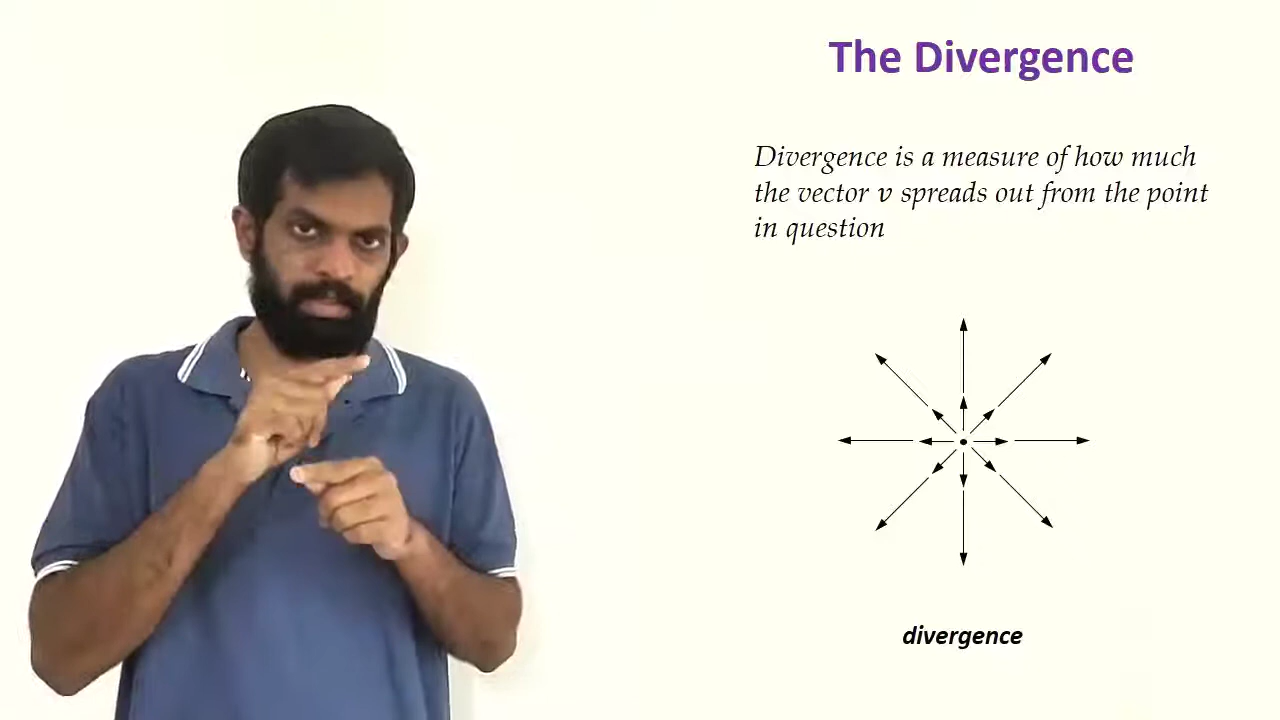 The Divergence
Divergence is a measure of how much
the vector v spreads out from the point
in question
divergence